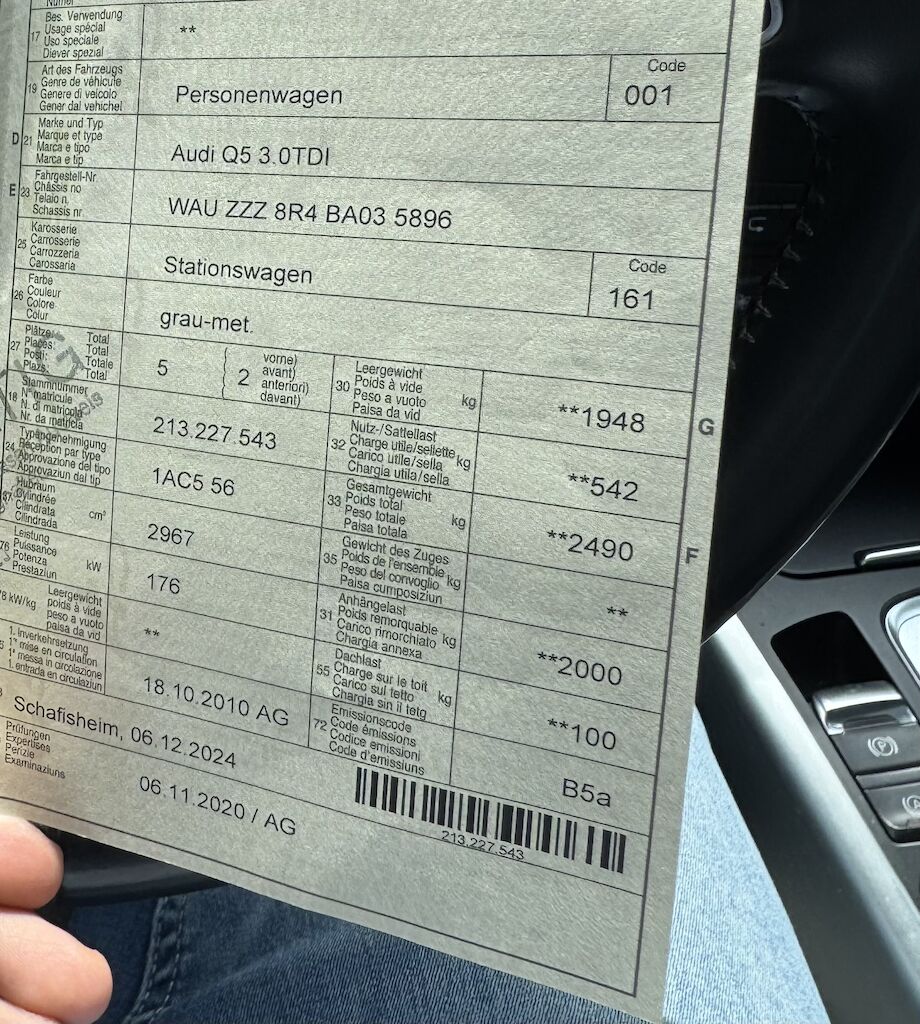 17 Bes. Verwendung
Usage spécial
Uso speciale
Diever spezial
**
19 Art des Fahrzeugs
Genre de véhicule
Genere di veicolo
Gener dal vehichel
Personenwagen
Code
001
D 21 Marke und Typ
Marque et type
Marca e tipo
Marca e tip
Audi Q5 3.0TDI
E 23 Fahrgestell-Nr.
Châssis no
Telaio n.
Schassis nr.
WAU ZZZ 8R4 BA03 5896
25 Karosserie
Carrosserie
Carrozzeria
Carossaria
Stationswagen
Code
161
26 Farbe
Couleur
Colore
Colur
grau-met.
27 Plätze: Total
Places: Total
Posti: Totale
Plazs: Total
5
2
vorne)
avant)
anteriori)
davant)
30 Leergewicht
Poids à vide
Peso a vuoto
Paisa da vid
kg
**1948
G
18 Stammnummer
N° matricule
N. di matricola
Nr. da matricla
213.227.543
32 Nutz-/Sattellast
Charge utile/sellette
Carico utile/sella
Chargia utila/sella
kg
**542
24 Typengenehmigung
Réception par type
Approvazione del tipo
Approvaziun dal tip
1AC5 56
33 Gesamtgewicht
Poids total
Peso totale
Paisa totala
kg
**2490
F
37 Hubraum
Cylindrée
Cilindrata
Cilindrada
cm³
2967
35 Gewicht des Zuges
Poids de l'ensemble
Peso del convoglio
Paisa cumposiziun
kg
**
76 Leistung
Puissance
Potenza
Prestaziun
kW
176
31 Anhängelast
Poids remorquable
Carico rimorchiato
Chargia annexa
kg
**2000
kW/kg
Leergewicht
poids à vide
peso a vuoto
paisa da vid
**
55 Dachlast
Charge sur le toit
Carico sul tetto
Chargia sin il tetg
kg
**100
1. Inverkehrsetzung
1re mise en circulation
1a messa in circolazione
1. entrada en circulaziun
18.10.2010 AG
72 Emissionscode
Code émissions
Codice emissioni
Code d'emissiuns
B5a
Schafisheim, 06.12.2024
Prüfungen
Expertises
Perizie
Examinaziuns
06.11.2020 / AG
213.227.543